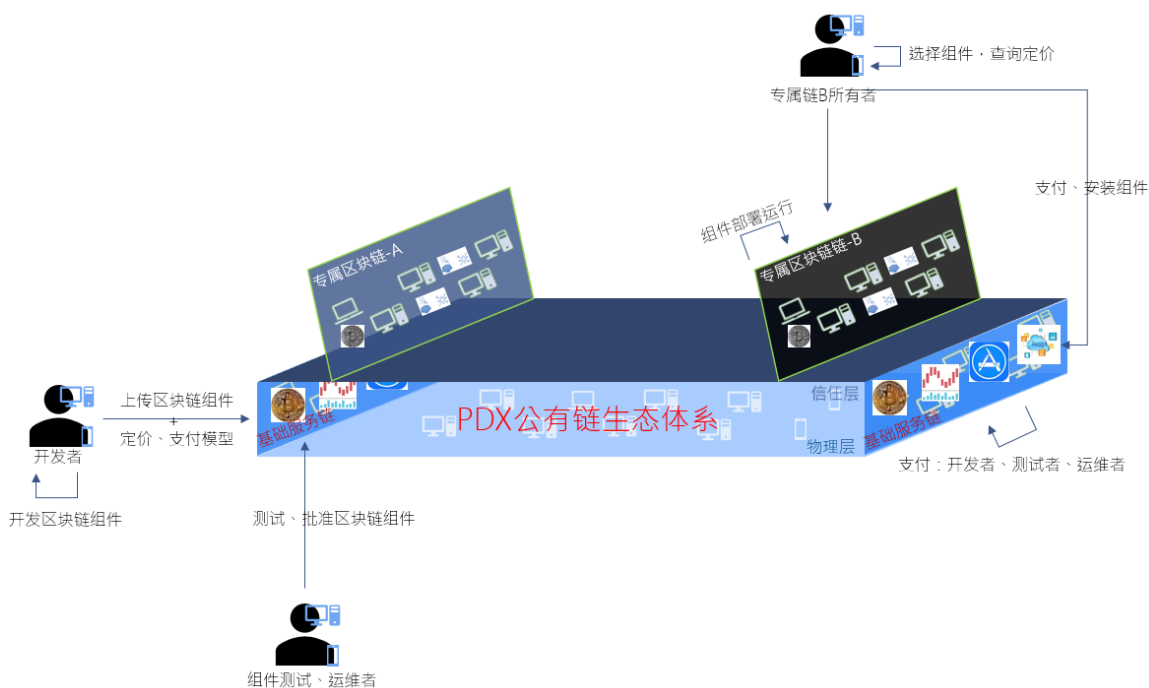 选择组件，查询定价
专属链B所有者
支付、安装组件
组件部署运行
专属区块链-A
专属区块链链-B
信任层
PDX公有链生态体系
物理层
基础服务链
基础服务链
上传区块链组件
+
定价、支付模型
开发者
开发区块链组件
支付：开发者、测试者、运维者
测试、批准区块链组件
组件测试、运维者